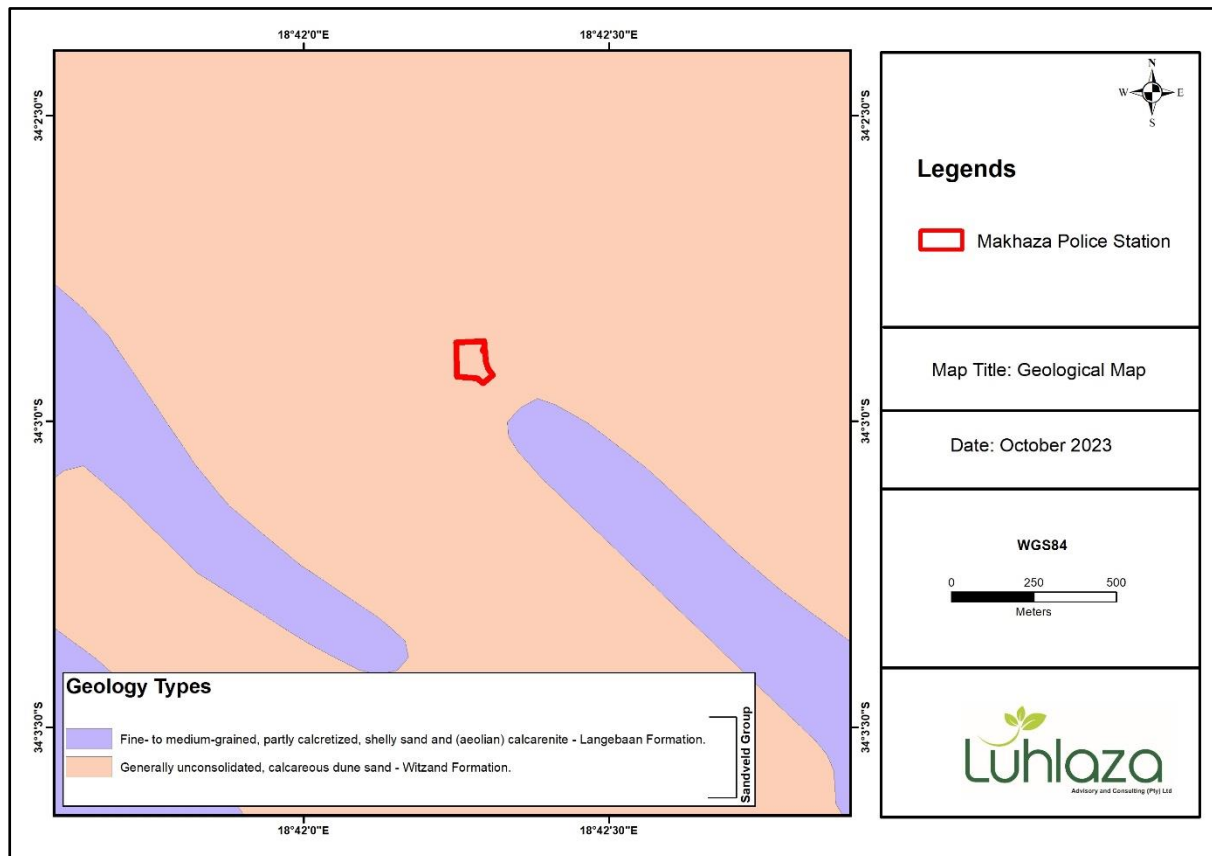 18°42'0"E
18°42'30"E
34°2'30"S
34°2'30"S
34°3'0"S
34°3'0"S
34°3'30"S
34°3'30"S
Geology Types
Fine- to medium-grained, partly calcretized, shelly sand and (aeolian) calcarenite - Langebaan Formation.
Generally unconsolidated, calcareous dune sand - Witzand Formation.
Sandveld Group
18°42'0"E
18°42'30"E
N
W
E
S
Legends
Makhaza Police Station
Map Title: Geological Map
Date: October 2023
WGS84
0 250 500
Meters
Luhlaza
Advisory and Consulting (Pty) Ltd